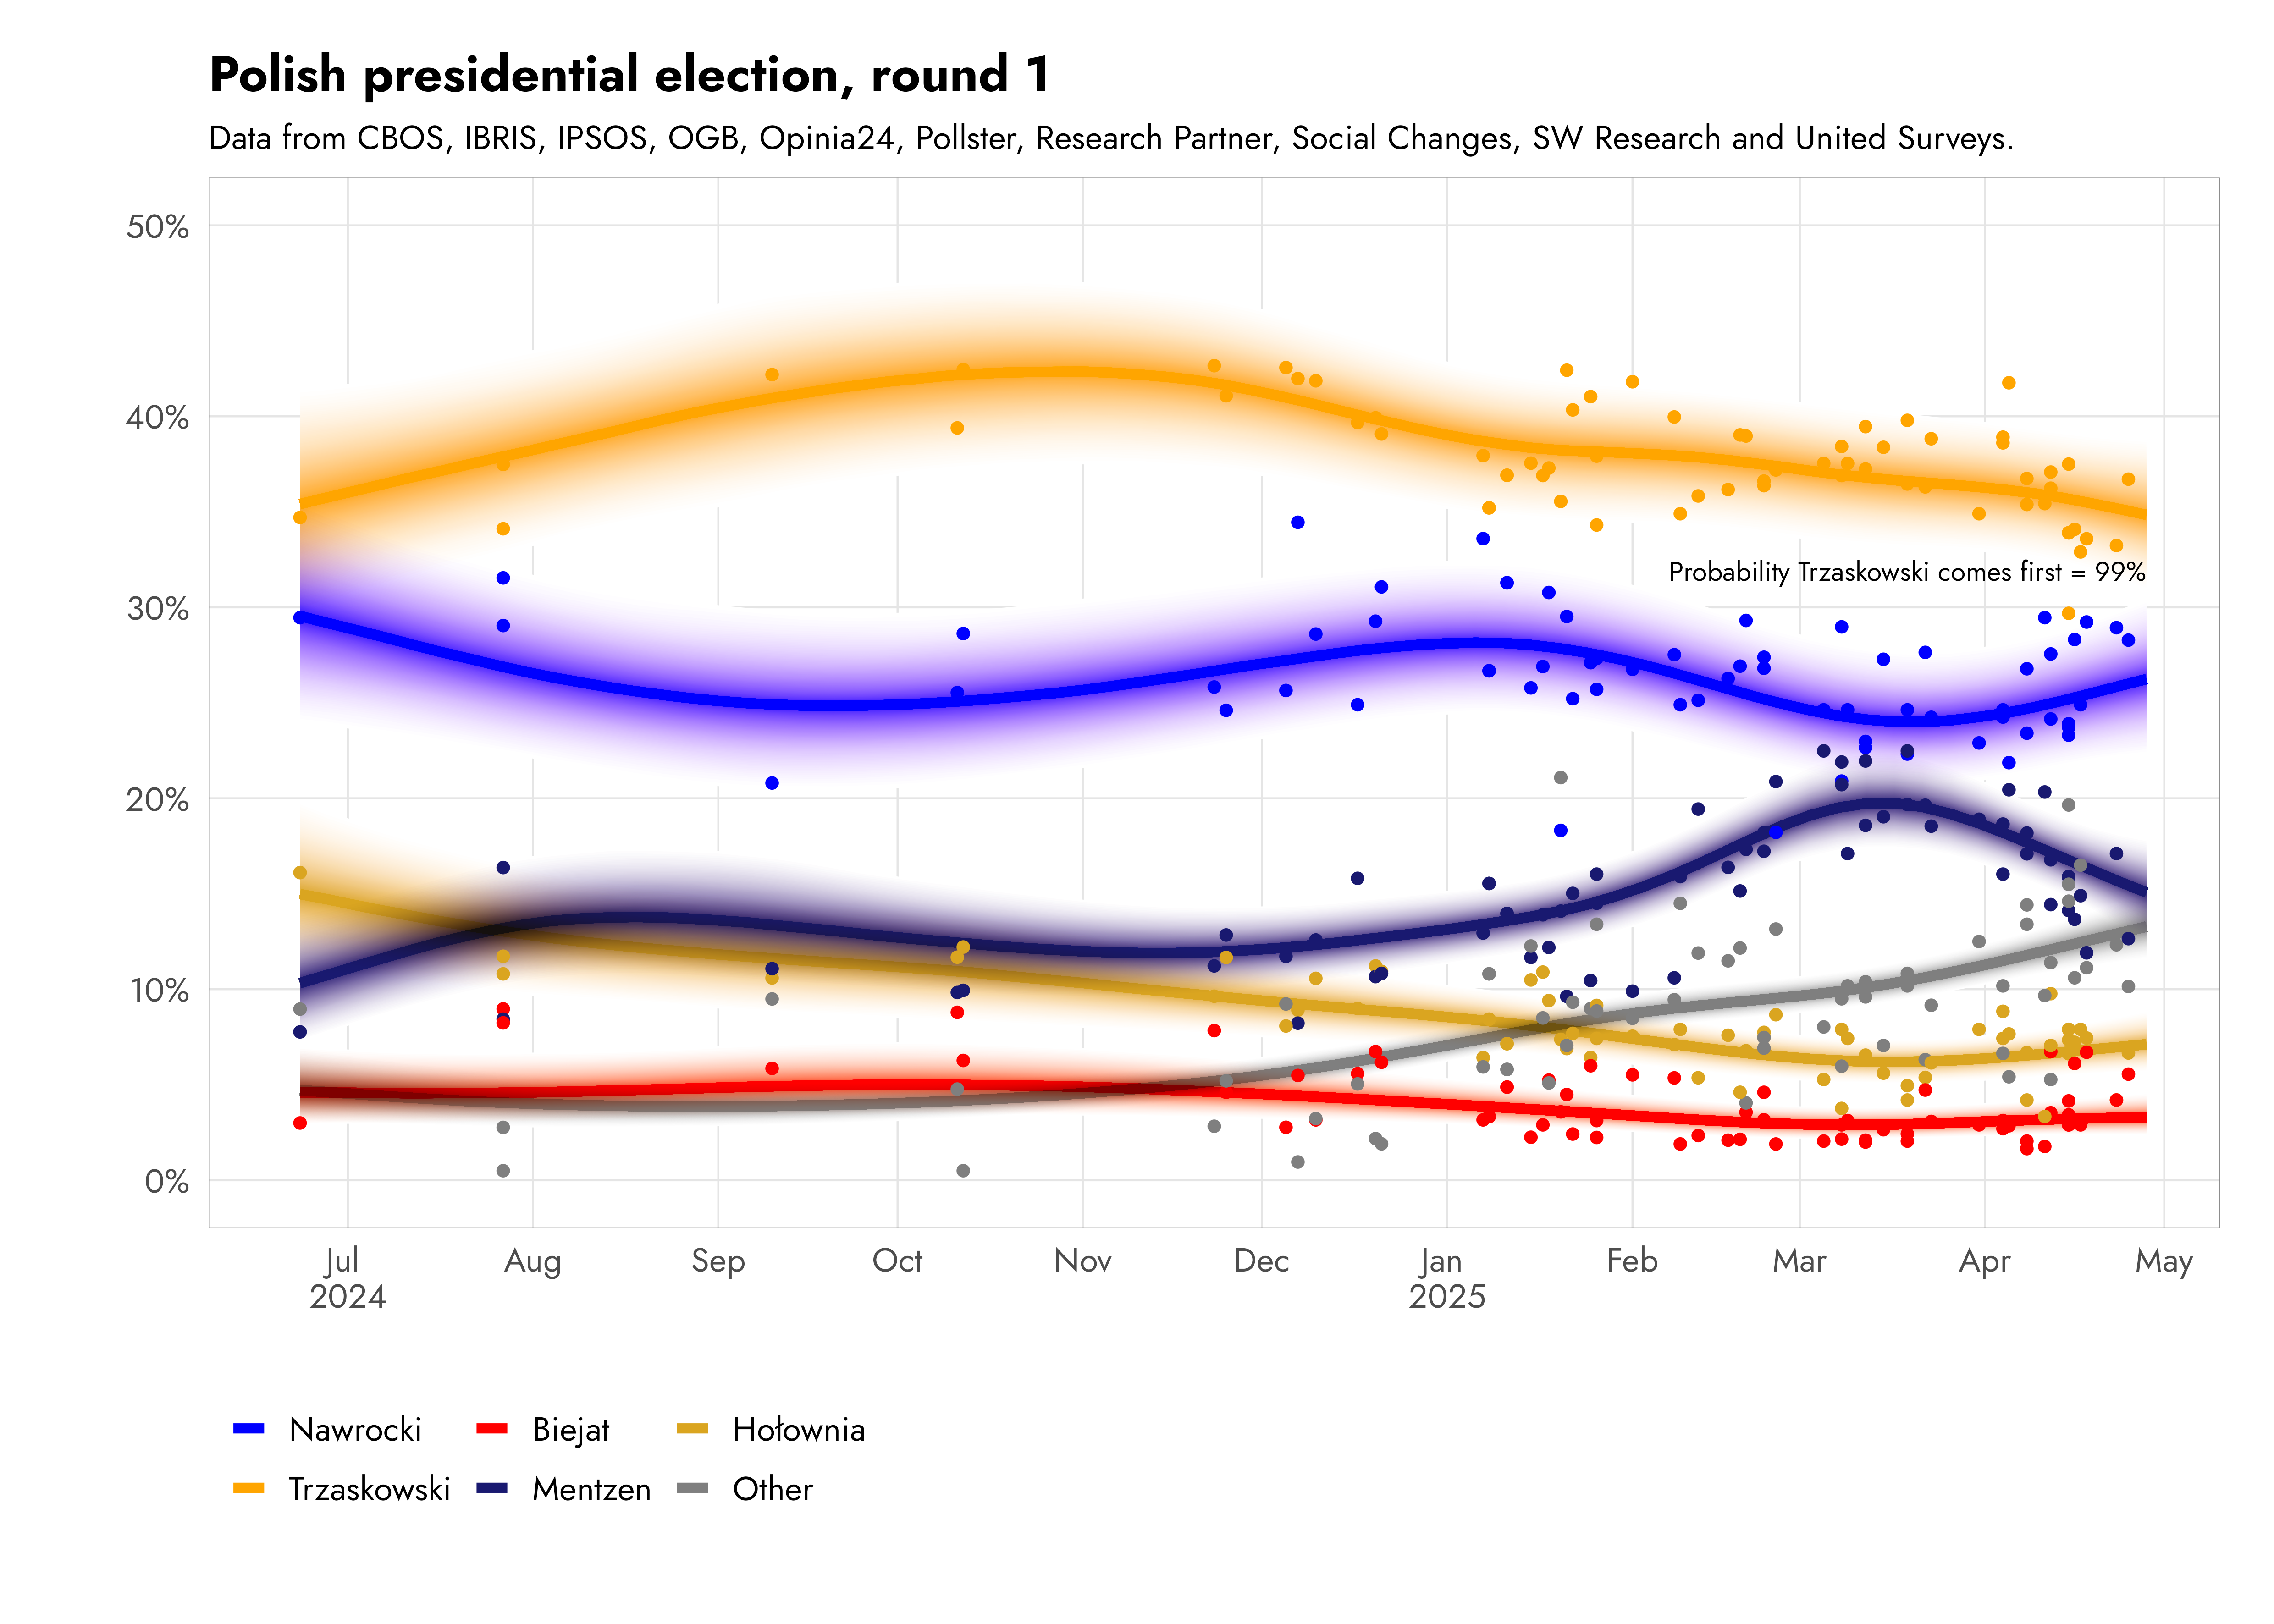 Polish presidential election, round 1
Data from CBOS, IBRIS, IPSOS, OGB, Opinia24, Pollster, Research Partner, Social Changes, SW Research and United Surveys.
50%
40%
30%
20%
10%
0%
Probability Trzaskowski comes first = 99%
Jul Aug Sep Oct Nov Dec Jan Feb Mar Apr May
2024 2025
Nawrocki Biejat Hołownia
Trzaskowski Mentzen Other